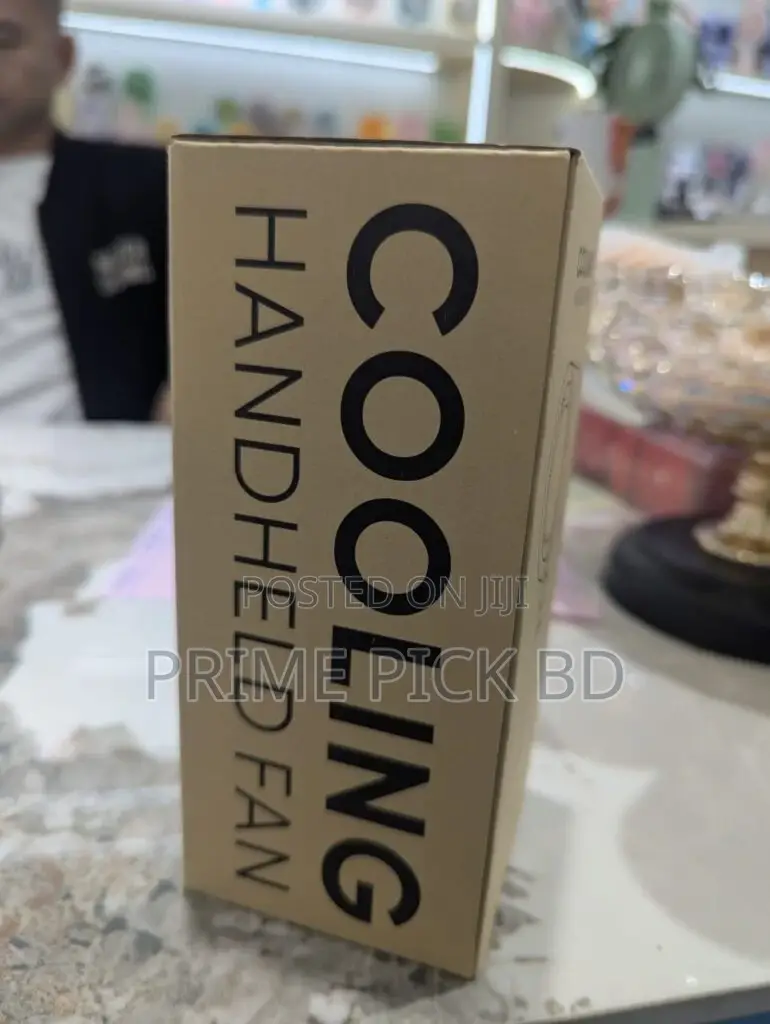 COOLING
HANDHELD FAN
POSTED ON JIJI
PRIME PICK BD